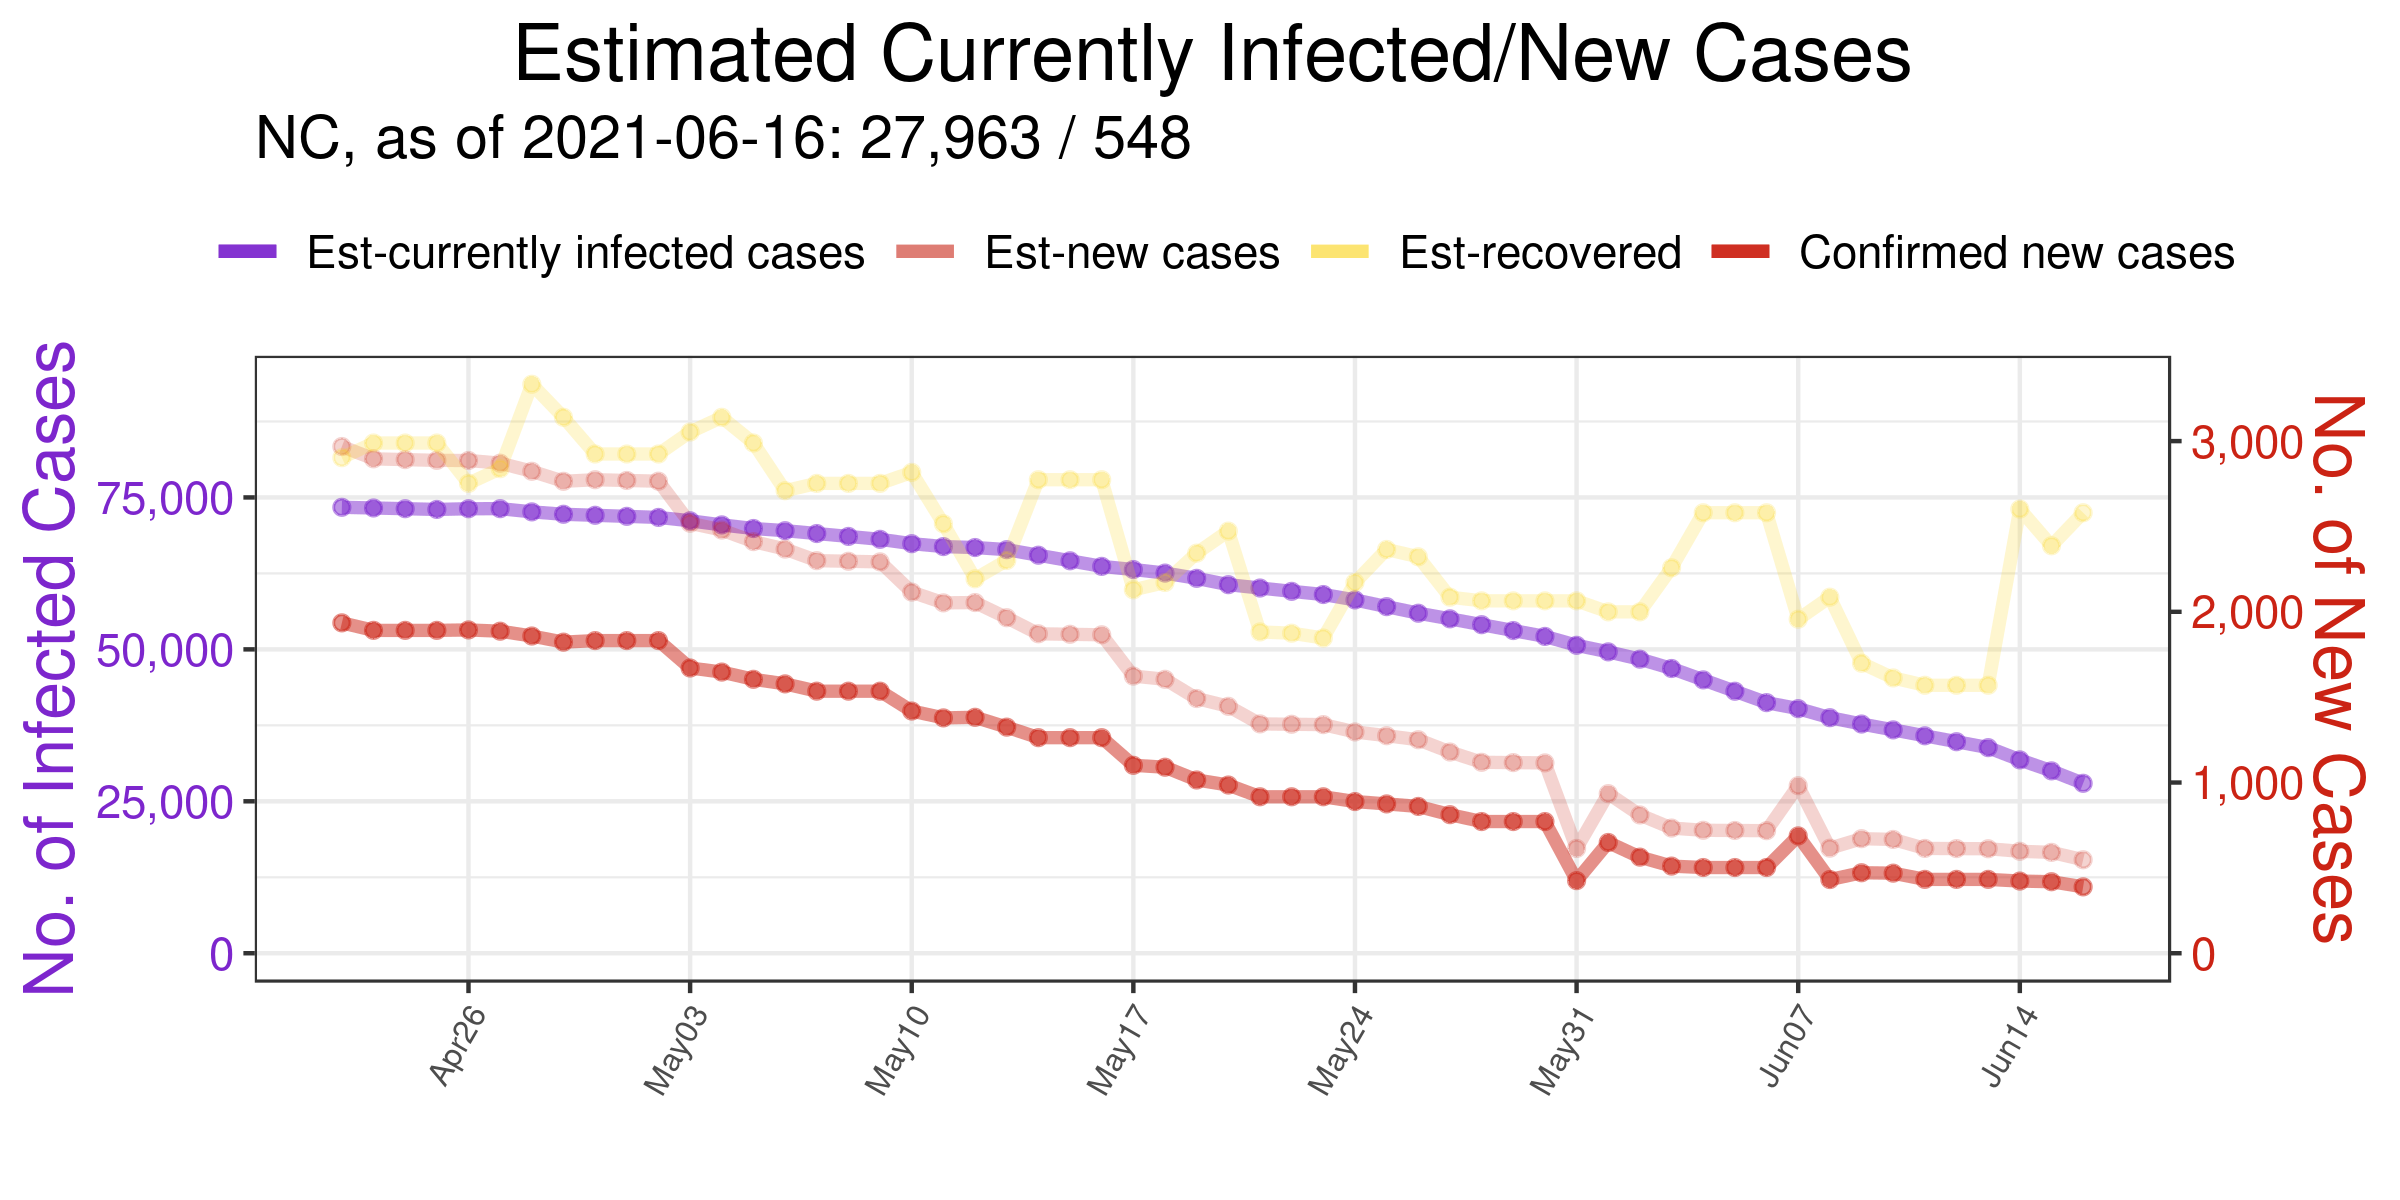 Estimated Currently Infected/New Cases
NC, as of 2021-06-16: 27,963 / 548
Est-currently infected cases Est-new cases Est-recovered Confirmed new cases
No. of Infected Cases
75,000
50,000
25,000
0
3,000
2,000
1,000
0
No. of New Cases
Apr26 May03 May10 May17 May24 May31 Jun07 Jun14